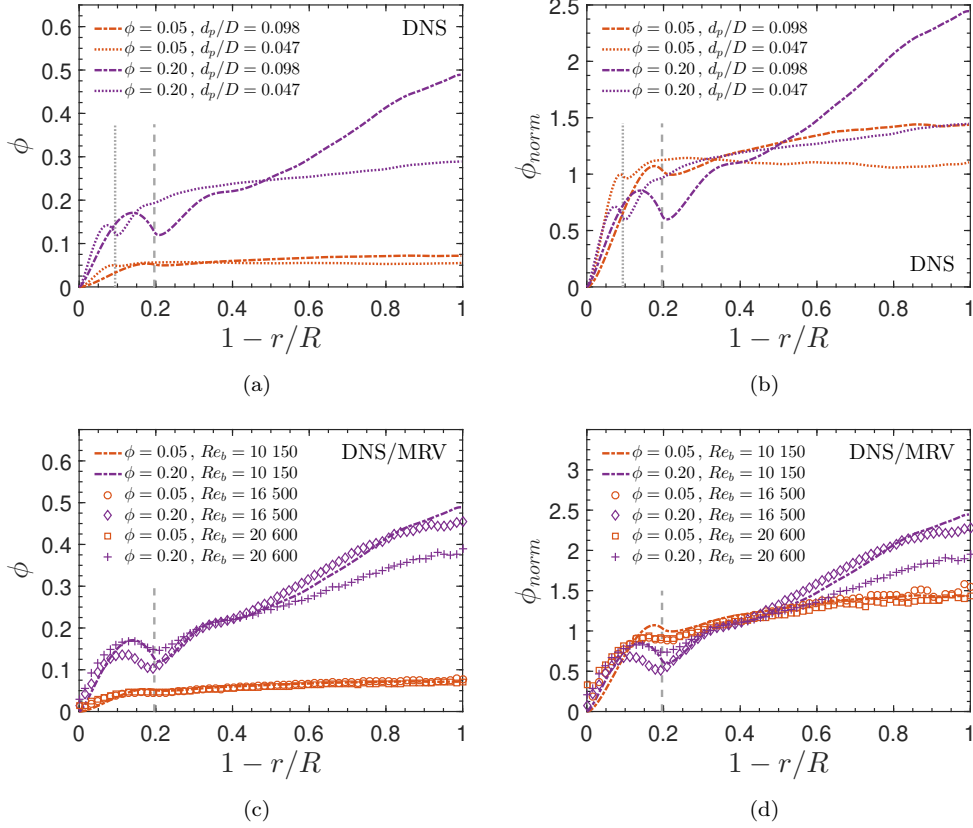 DNS
ϕ = 0.05 , d_p/D = 0.098
ϕ = 0.05 , d_p/D = 0.047
ϕ = 0.20 , d_p/D = 0.098
ϕ = 0.20 , d_p/D = 0.047
0.6
0.5
0.4
0.3
0.2
0.1
0
ϕ
0 0.2 0.4 0.6 0.8 1
1 − r/R
(a)
ϕ = 0.05 , d_p/D = 0.098
ϕ = 0.05 , d_p/D = 0.047
ϕ = 0.20 , d_p/D = 0.098
ϕ = 0.20 , d_p/D = 0.047
2.5
2
1.5
1
0.5
0
ϕ_norm
DNS
0 0.2 0.4 0.6 0.8 1
1 − r/R
(b)
DNS/MRV
ϕ = 0.05 , Re_b = 10 150
ϕ = 0.20 , Re_b = 10 150
ϕ = 0.05 , Re_b = 16 500
ϕ = 0.20 , Re_b = 16 500
ϕ = 0.05 , Re_b = 20 600
ϕ = 0.20 , Re_b = 20 600
0.6
0.5
0.4
0.3
0.2
0.1
0
ϕ
0 0.2 0.4 0.6 0.8 1
1 − r/R
(c)
DNS/MRV
ϕ = 0.05 , Re_b = 10 150
ϕ = 0.20 , Re_b = 10 150
ϕ = 0.05 , Re_b = 16 500
ϕ = 0.20 , Re_b = 16 500
ϕ = 0.05 , Re_b = 20 600
ϕ = 0.20 , Re_b = 20 600
3
2.5
2
1.5
1
0.5
0
ϕ_norm
0 0.2 0.4 0.6 0.8 1
1 − r/R
(d)